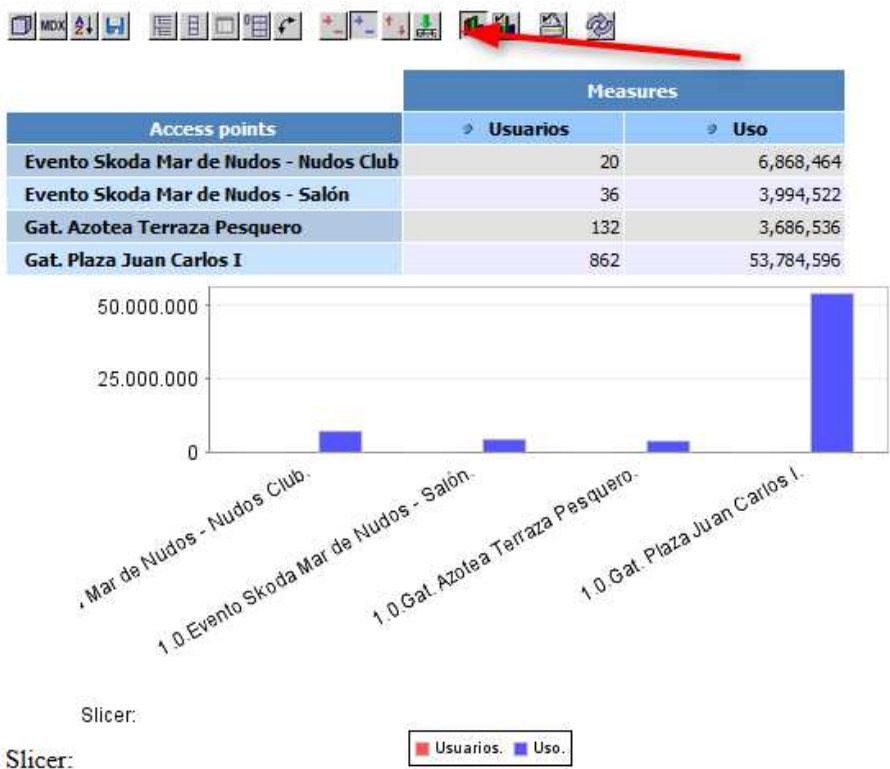 MDX A Z
Measures
Access points Usuarios Uso
Evento Skoda Mar de Nudos - Nudos Club 20 6,868,464
Evento Skoda Mar de Nudos - Salón 36 3,994,522
Gat. Azotea Terraza Pesquero 132 3,686,536
Gat. Plaza Juan Carlos I 862 53,784,596
50.000.000
25.000.000
0
Mar de Nudos - Nudos Club.
1.0.Evento Skoda Mar de Nudos - Salón.
1.0.Gat. Azotea Terraza Pesquero.
1.0.Gat. Plaza Juan Carlos I.
Slicer:
Usuarios. Uso.
Slicer: